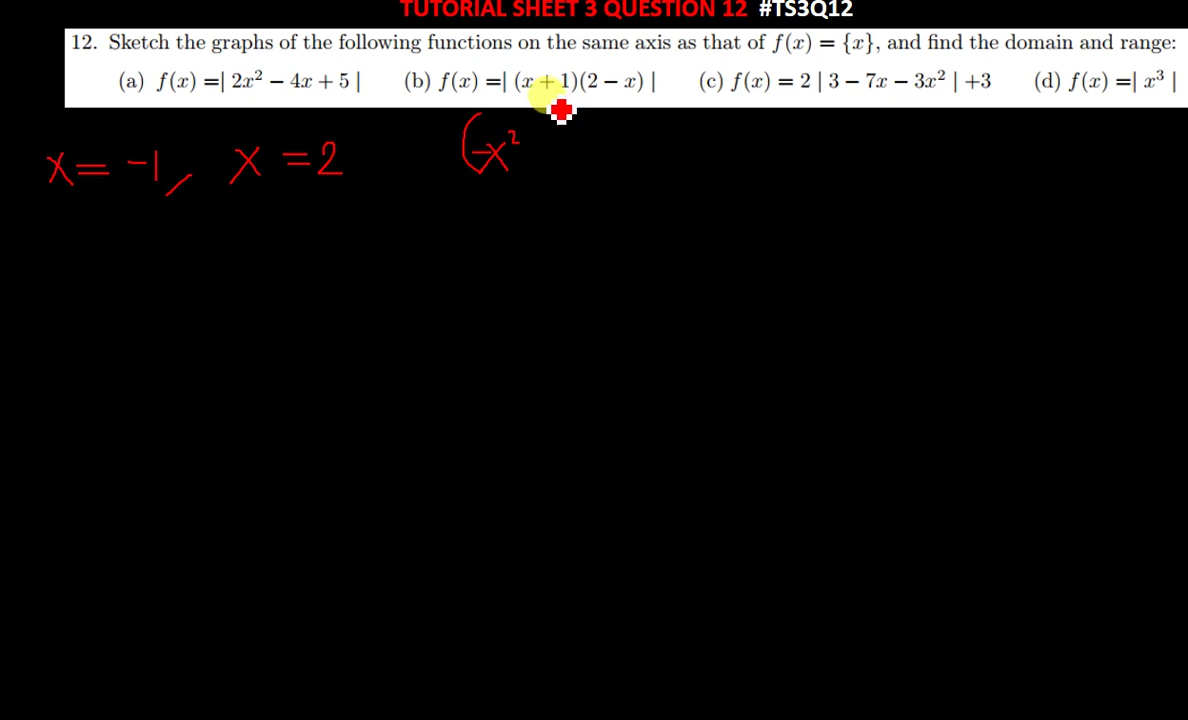 TUTORIAL SHEET 3 QUESTION 12 #TS3Q12
12. Sketch the graphs of the following functions on the same axis as that of f(x) = {x}, and find the domain and range:
(a) f(x) =| 2x² − 4x + 5 | (b) f(x) =| (x + 1)(2 − x) | (c) f(x) = 2 | 3 − 7x − 3x² | +3 (d) f(x) =| x³ |
x = -1, x = 2 (-x²